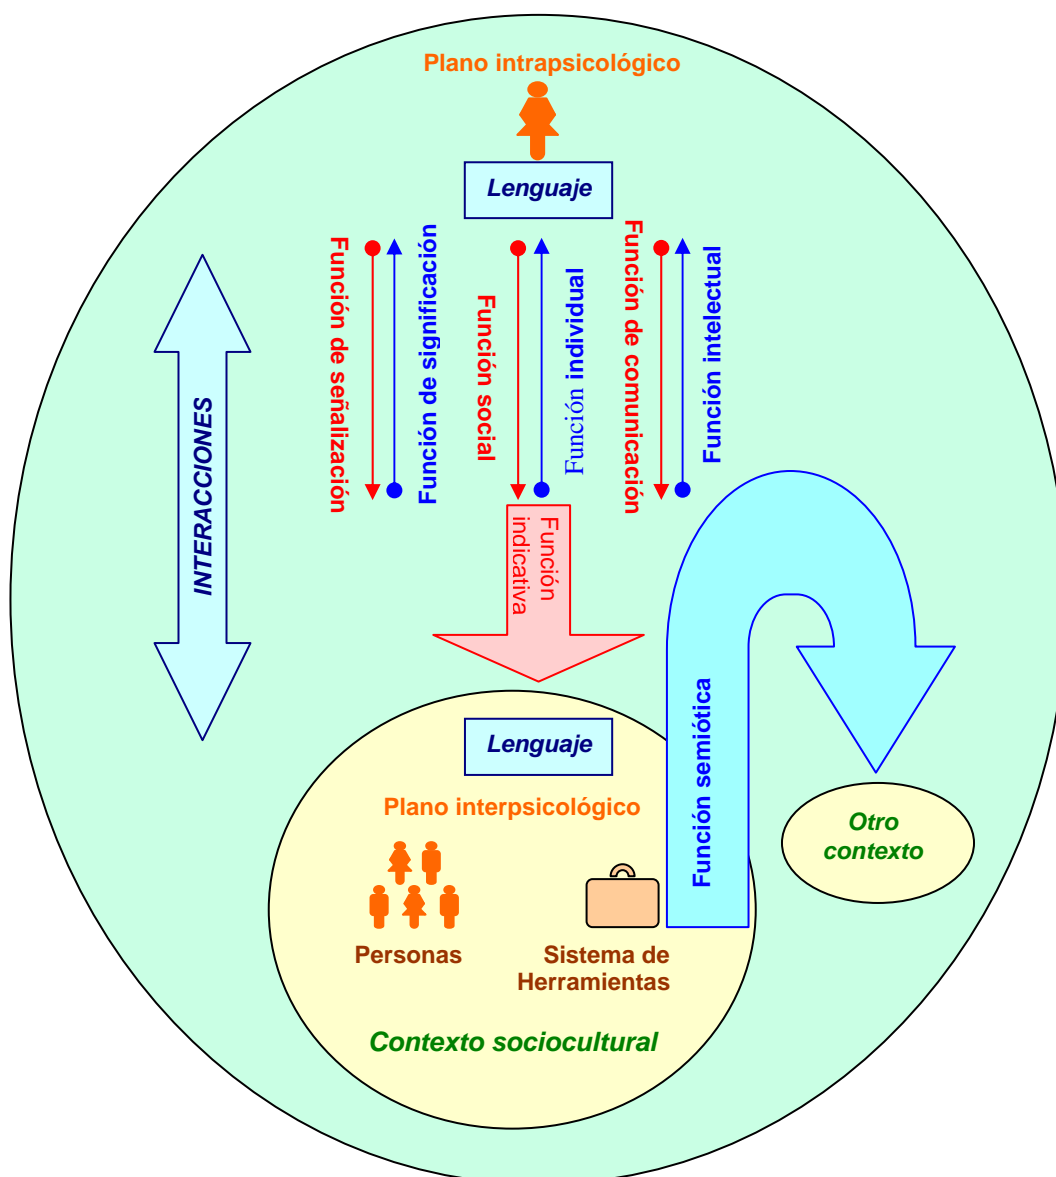 Plano intrapsicológico
Lenguaje
Función de señalización
Función de significación
Función social
Función individual
Función de comunicación
Función intelectual
INTERACCIONES
Función
indicativa
Función semiótica
Lenguaje
Plano interpsicológico
Otro
contexto
Personas
Sistema de
Herramientas
Contexto sociocultural